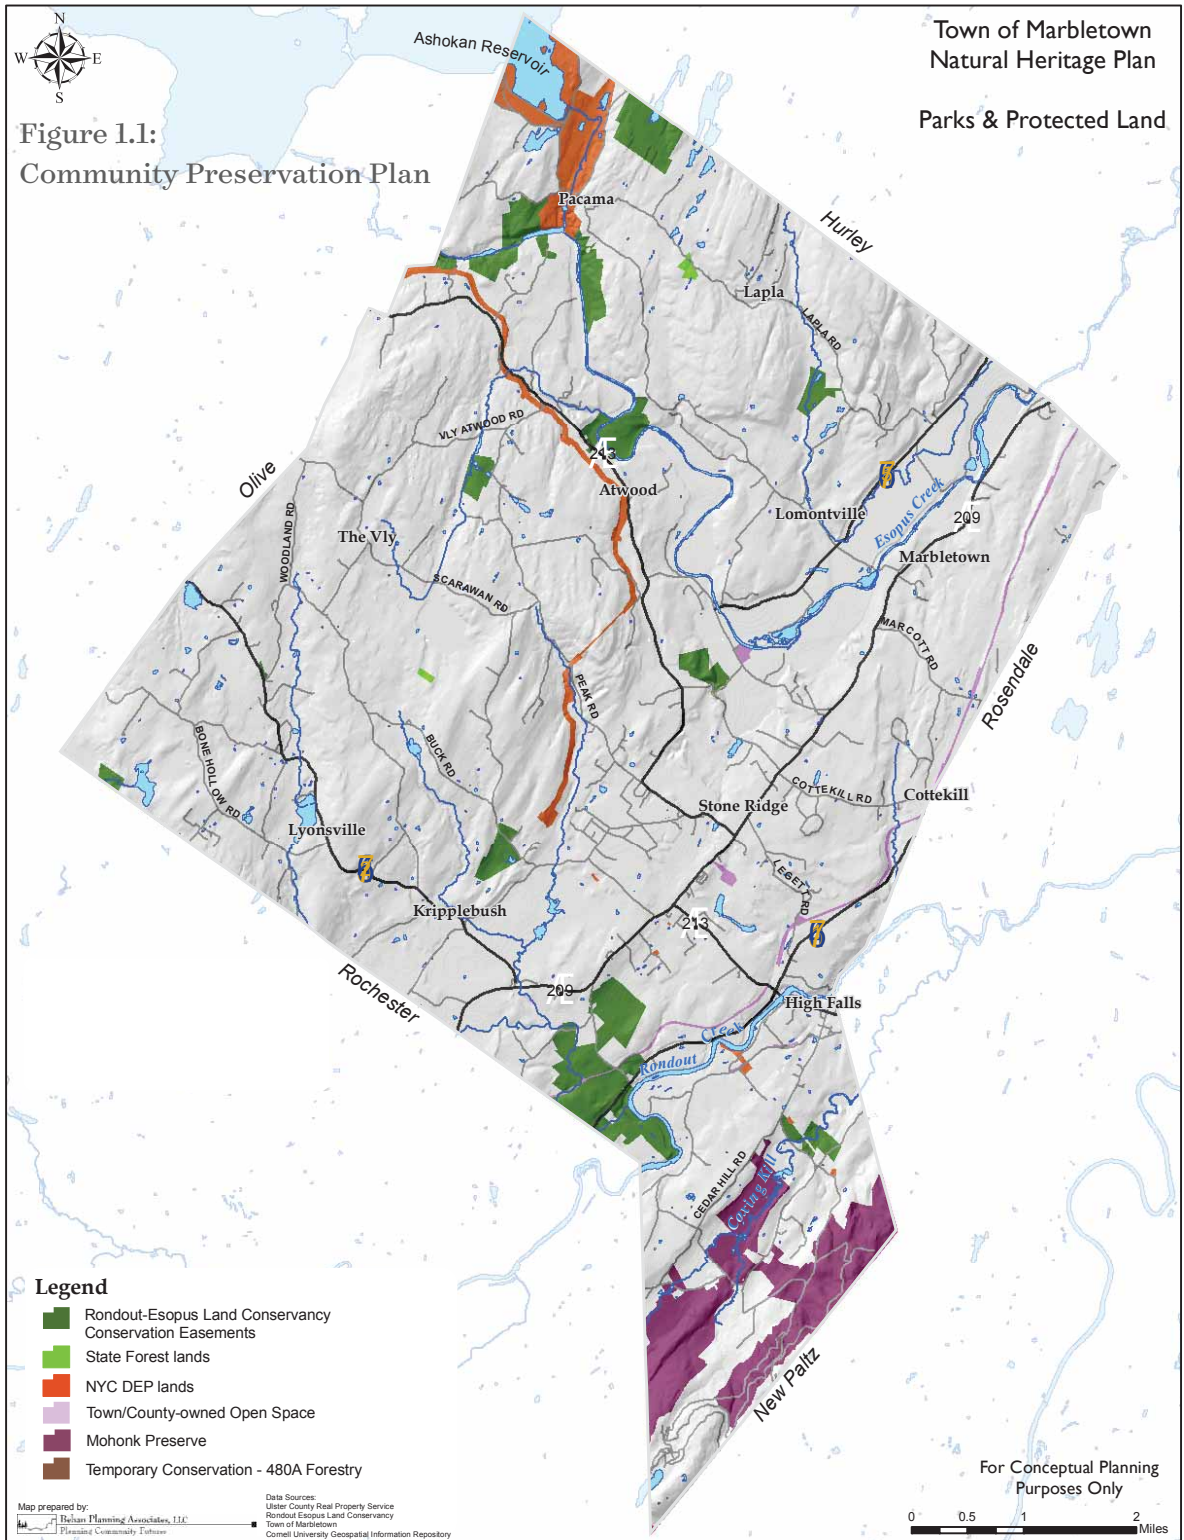 Town of Marbletown
Natural Heritage Plan
Parks & Protected Land
N
W
E
S
Figure 1.1:
Community Preservation Plan
Ashokan Reservoir
Pacama
Hurley
Lapla
LAPLA RD
VLY ATWOOD RD
213
Atwood
Olive
The Vly
WOODLAND RD
SCARAWAN RD
Lomontville
Esopus Creek
209
Marbletown
MARCOTT RD
Rosendale
PEAK RD
BONE HOLLOW RD
BUCK RD
Stone Ridge
COTTEKILL RD
Cottekill
Lyonsville
LEGETT RD
Kripplebush
213
7
Rochester
209
High Falls
Rondout Creek
CEDAR HILL RD
Coxing Kill
New Paltz
Legend
Rondout-Esopus Land Conservancy
Conservation Easements
State Forest lands
NYC DEP lands
Town/County-owned Open Space
Mohonk Preserve
Temporary Conservation - 480A Forestry
Map prepared by:
Behan Planning Associates, LLC
Planning Community Futures
Data Sources:
Ulster County Real Property Service
Rondout Esopus Land Conservancy
Town of Marbletown
Cornell University Geospatial Information Repository
For Conceptual Planning
Purposes Only
0 0.5 1 2
Miles